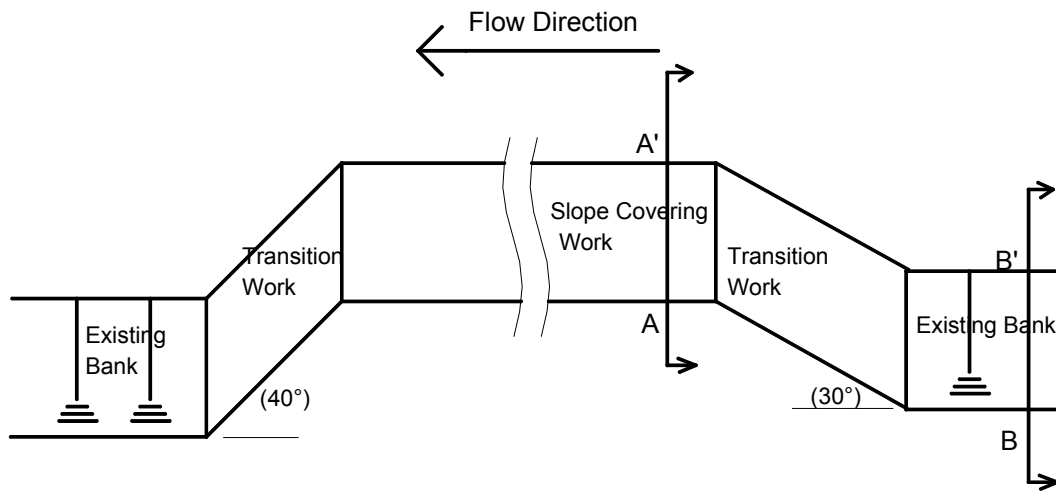 Flow Direction
A'
Slope Covering
Work
Transition
Work
Transition
Work
B'
Existing
Bank
A
Existing Bank
(40°)
(30°)
B